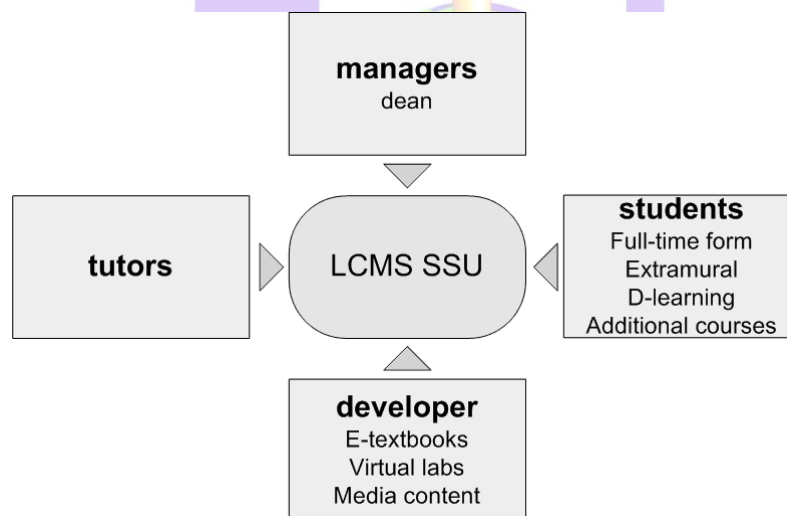 managers
dean
tutors
LCMS SSU
students
Full-time form
Extramural
D-learning
Additional courses
developer
E-textbooks
Virtual labs
Media content